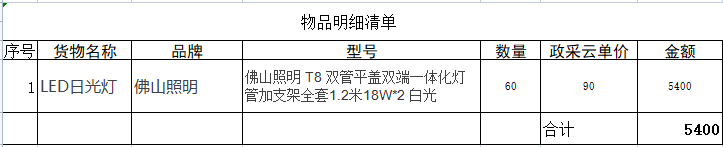 物品明细清单
序号 货物名称 品牌 型号 数量 政采云单价 金额
1 LED日光灯 佛山照明 佛山照明 T8 双管平盖双端一体化灯 60 90 5400
管加支架全套1.2米18W*2 白光
合计 5400